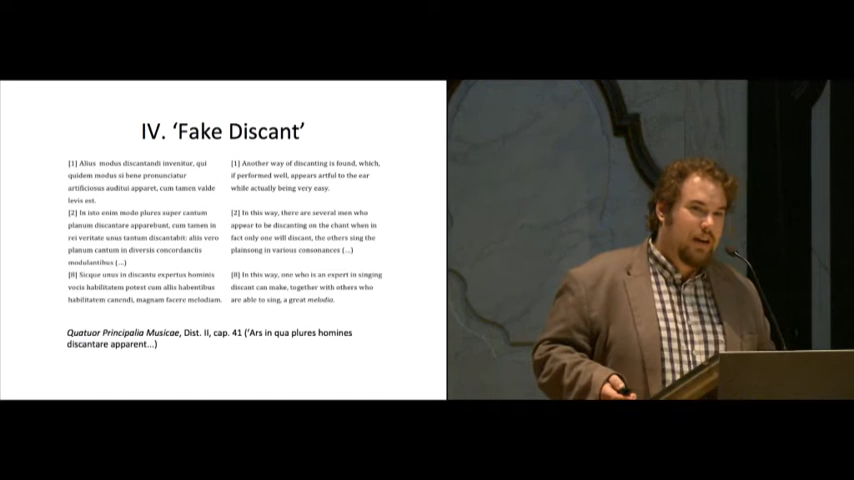 IV. ‘Fake Discant’
[1] Alius modus discantandi invenitur, qui
quidem modus si bene pronunciatur
artificiosus auditui apparet, cum tamen valde
levis est.
[2] In isto enim modo plures super cantum
planum discantare apparebunt, cum tamen in
rei veritate unus tantum discantabit: aliis vero
planum cantum in diversis concordanciis
modulantibus (...)
[8] Sicque unus in discantu expertus hominis
vocis habilitatem potest cum aliis habentibus
habilitatem canendi, magnam facere melodiam.
[1] Another way of discanting is found, which,
if performed well, appears artful to the ear
while actually being very easy.
[2] In this way, there are several men who
appear to be discanting on the chant when in
fact only one will discant, the others sing the
plainsong in various consonances (...)
[8] In this way, one who is an expert in singing
discant can make, together with others who
are able to sing, a great melodia.
Quatuor Principalia Musicae, Dist. II, cap. 41 (‘Ars in qua plures homines
discantare apparent...)